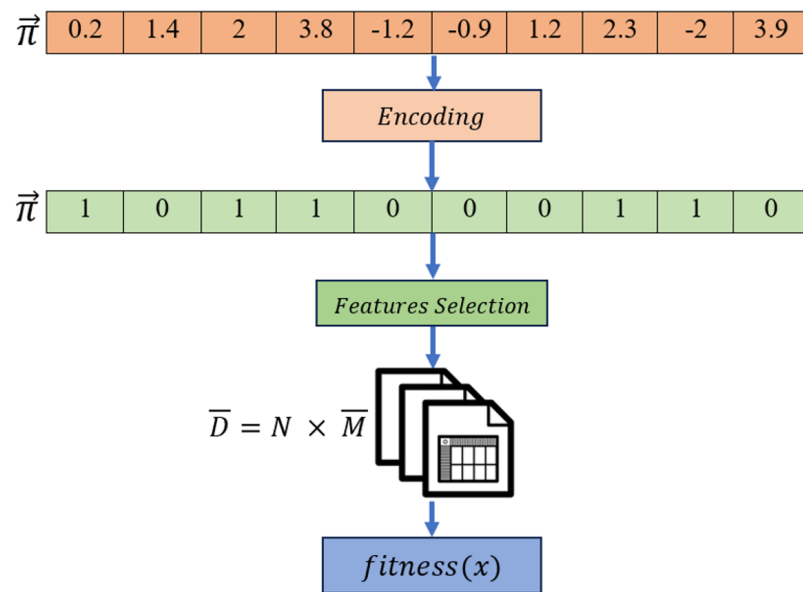 π⃗ 0.2 1.4 2 3.8 -1.2 -0.9 1.2 2.3 -2 3.9
Encoding
π⃗ 1 0 1 1 0 0 0 1 1 0
Features Selection
D̅ = N × M̅
fitness(x)